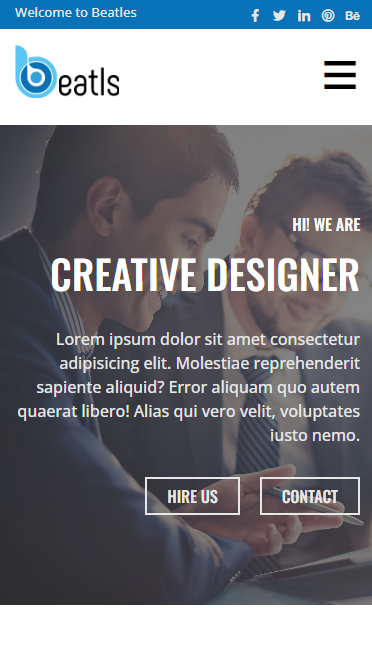 Welcome to Beatles
Bē
beatls
HI! WE ARE
CREATIVE DESIGNER
Lorem ipsum dolor sit amet consectetur
adipisicing elit. Molestiae reprehenderit
sapiente aliquid? Error aliquam quo autem
quaerat libero! Alias qui vero velit, voluptates
iusto nemo.
HIRE US
CONTACT